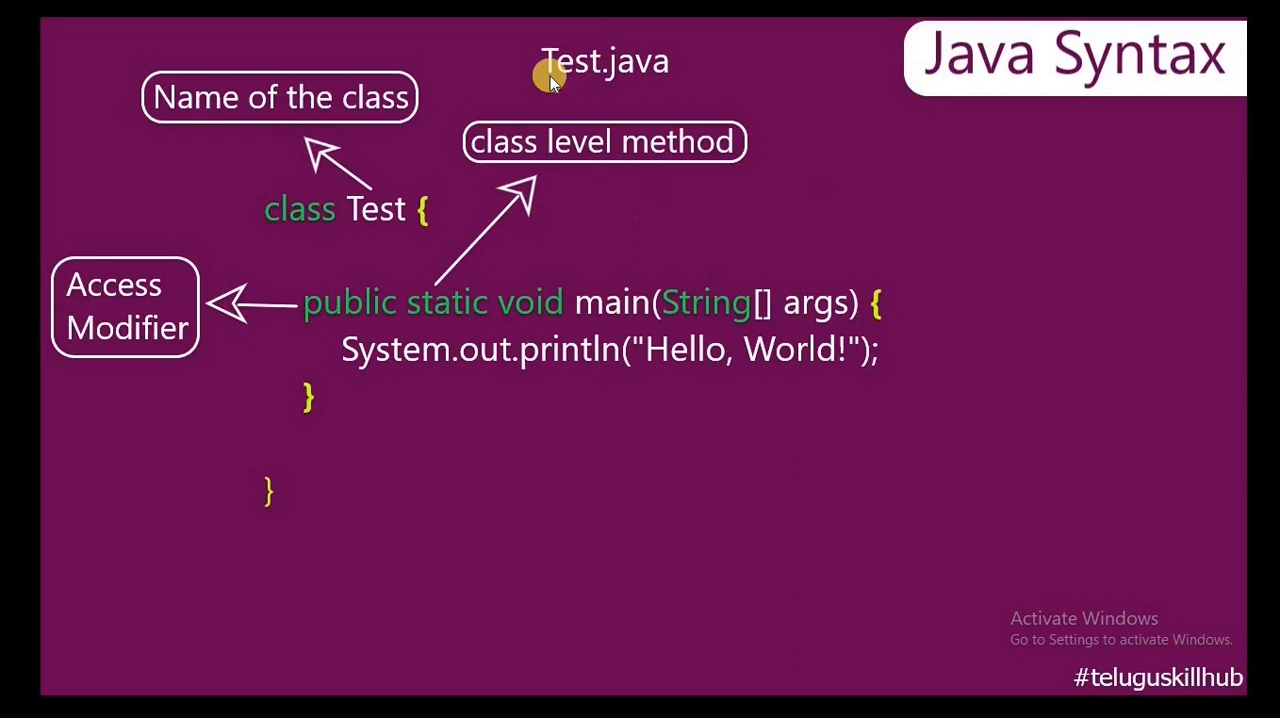 Java Syntax
Test.java
Name of the class
class level method
class Test {
Access
Modifier
public static void main(String[] args) {
System.out.println("Hello, World!");
}
}
Activate Windows
Go to Settings to activate Windows.
#teluguskillhub